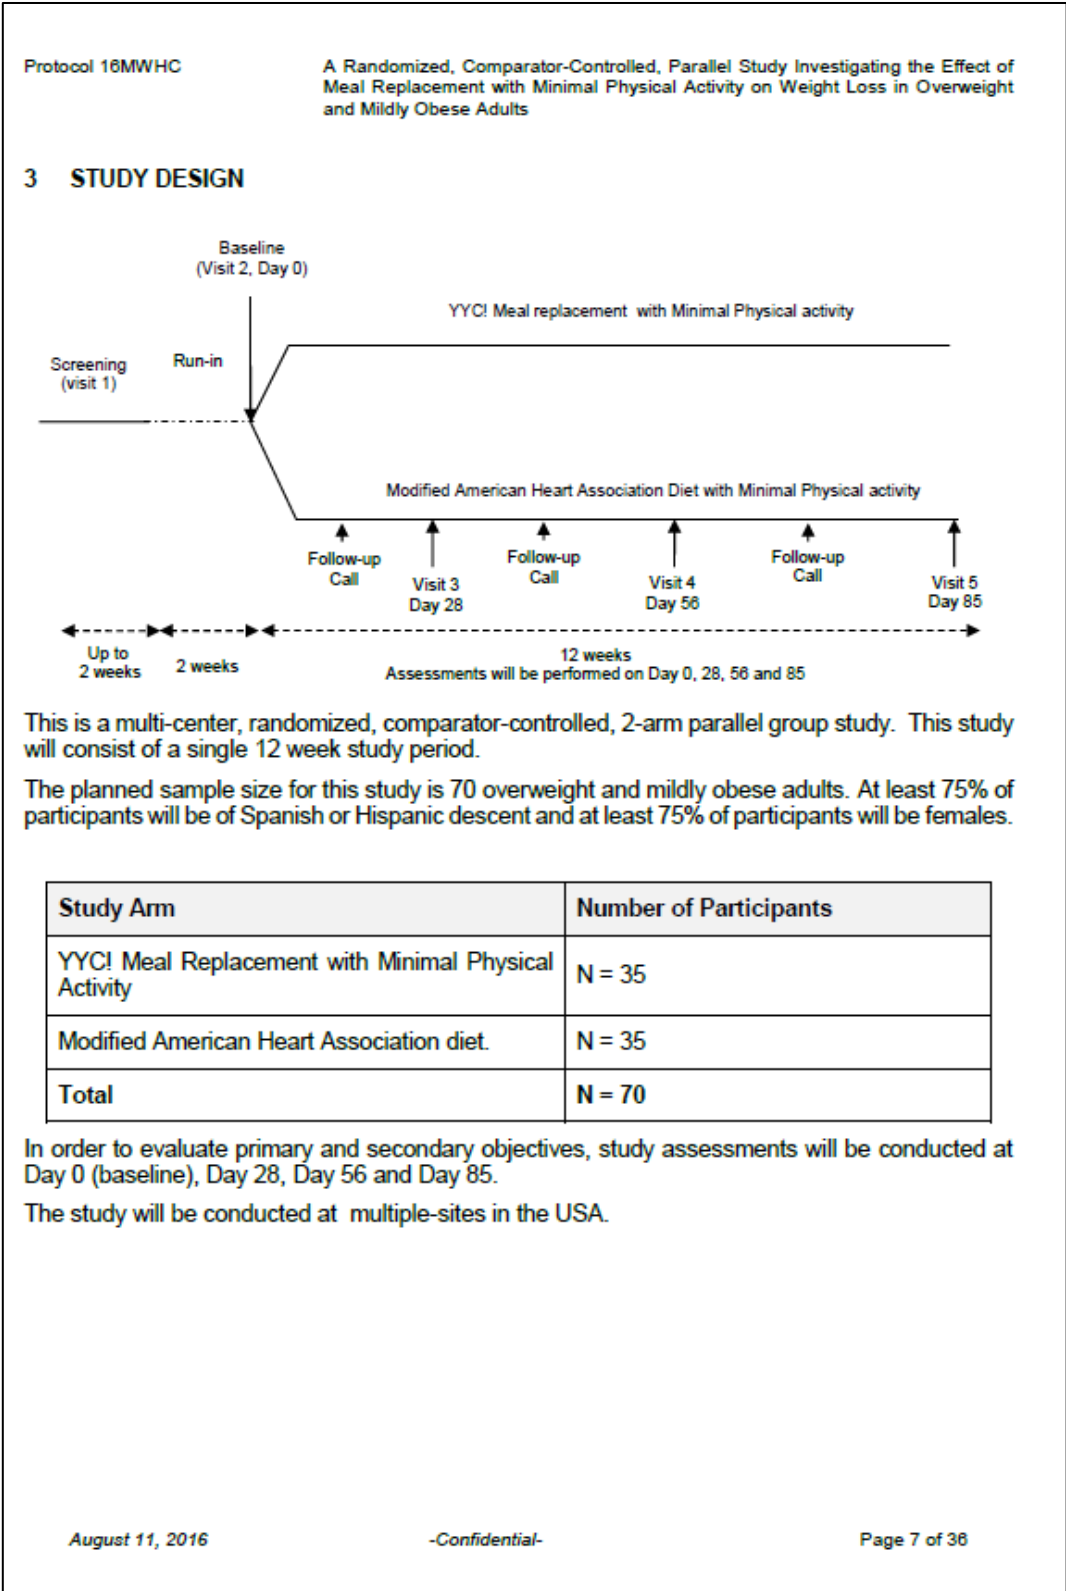 Protocol 16MWHC
A Randomized, Comparator-Controlled, Parallel Study Investigating the Effect of
Meal Replacement with Minimal Physical Activity on Weight Loss in Overweight
and Mildly Obese Adults
3 STUDY DESIGN
Baseline
(Visit 2, Day 0)
YYC! Meal replacement with Minimal Physical activity
Screening
(visit 1)
Run-in
Modified American Heart Association Diet with Minimal Physical activity
Follow-up
Call
Visit 3
Day 28
Follow-up
Call
Visit 4
Day 56
Follow-up
Call
Visit 5
Day 85
Up to
2 weeks
2 weeks
12 weeks
Assessments will be performed on Day 0, 28, 56 and 85
This is a multi-center, randomized, comparator-controlled, 2-arm parallel group study. This study
will consist of a single 12 week study period.
The planned sample size for this study is 70 overweight and mildly obese adults. At least 75% of
participants will be of Spanish or Hispanic descent and at least 75% of participants will be females.
Study Arm
Number of Participants
YYC! Meal Replacement with Minimal Physical
Activity
N = 35
Modified American Heart Association diet.
N = 35
Total
N = 70
In order to evaluate primary and secondary objectives, study assessments will be conducted at
Day 0 (baseline), Day 28, Day 56 and Day 85.
The study will be conducted at multiple-sites in the USA.
August 11, 2016
-Confidential-
Page 7 of 36